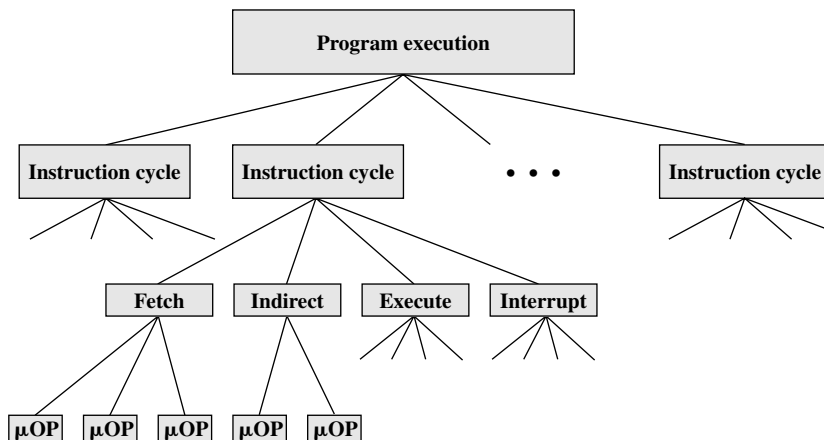 Program execution
Instruction cycle
Instruction cycle
• • •
Instruction cycle
Fetch
Indirect
Execute
Interrupt
μOP
μOP
μOP
μOP
μOP